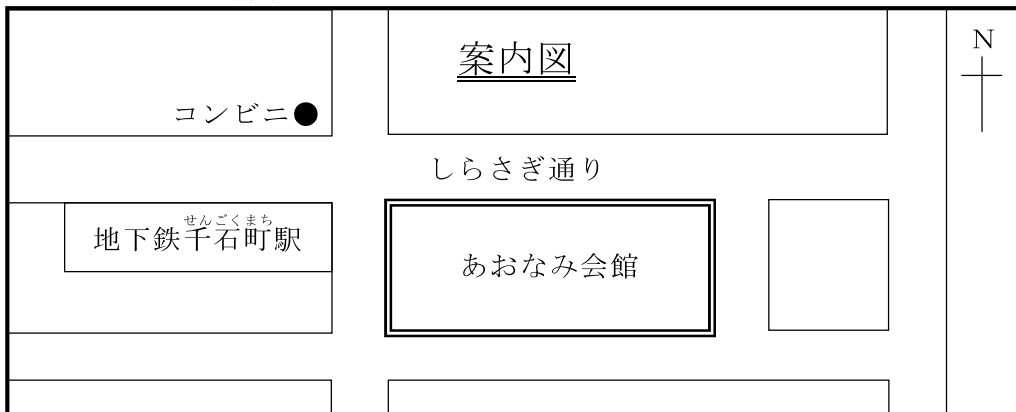 案内図
N
コンビニ
しらさぎ通り
せんごくまち
地下鉄千石町駅
あおなみ会館